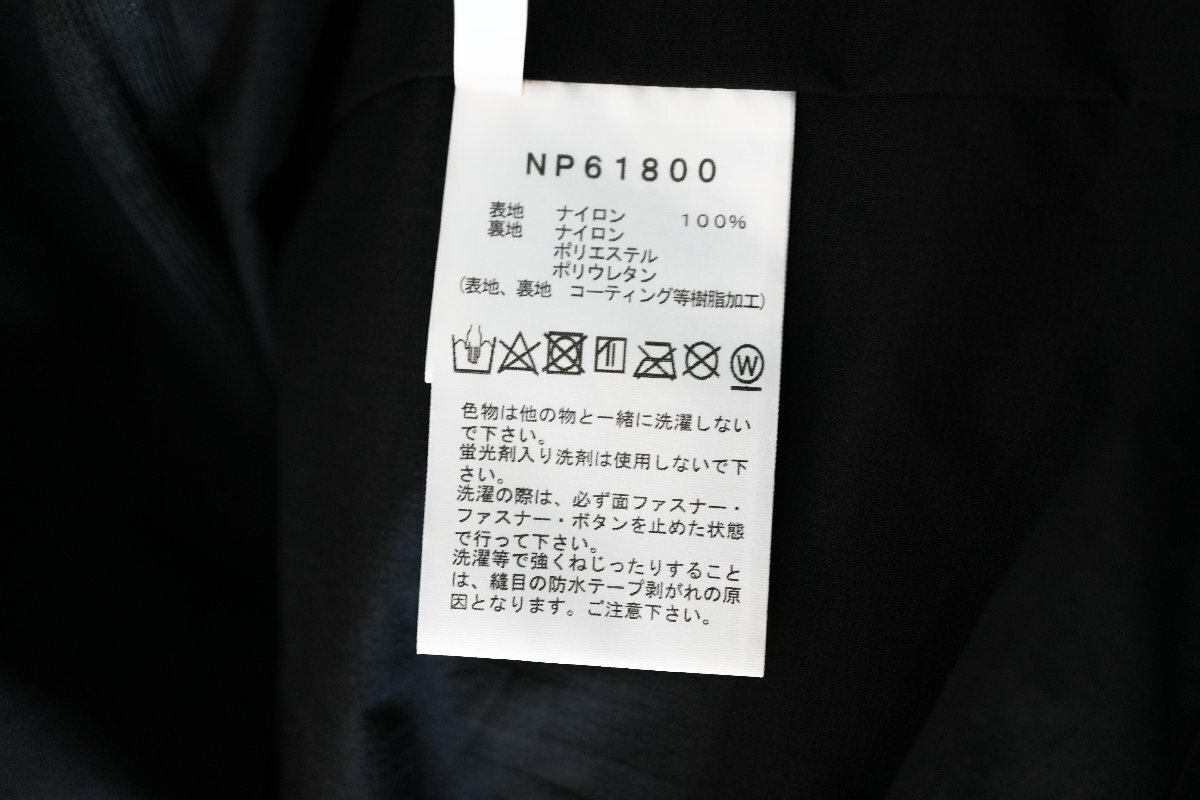 NP61800
表地 ナイロン 100%
裏地 ナイロン
ポリエステル
ポリウレタン
(表地、裏地 コーティング等樹脂加工)
W
色物は他の物と一緒に洗濯しない
で下さい。
蛍光剤入り洗剤は使用しないで下
さい。
洗濯の際は、必ず面ファスナー・
ファスナー・ボタンを止めた状態
で行って下さい。
洗濯等で強くねじったりすること
は、縫目の防水テープ剥がれの原
因となります。ご注意下さい。